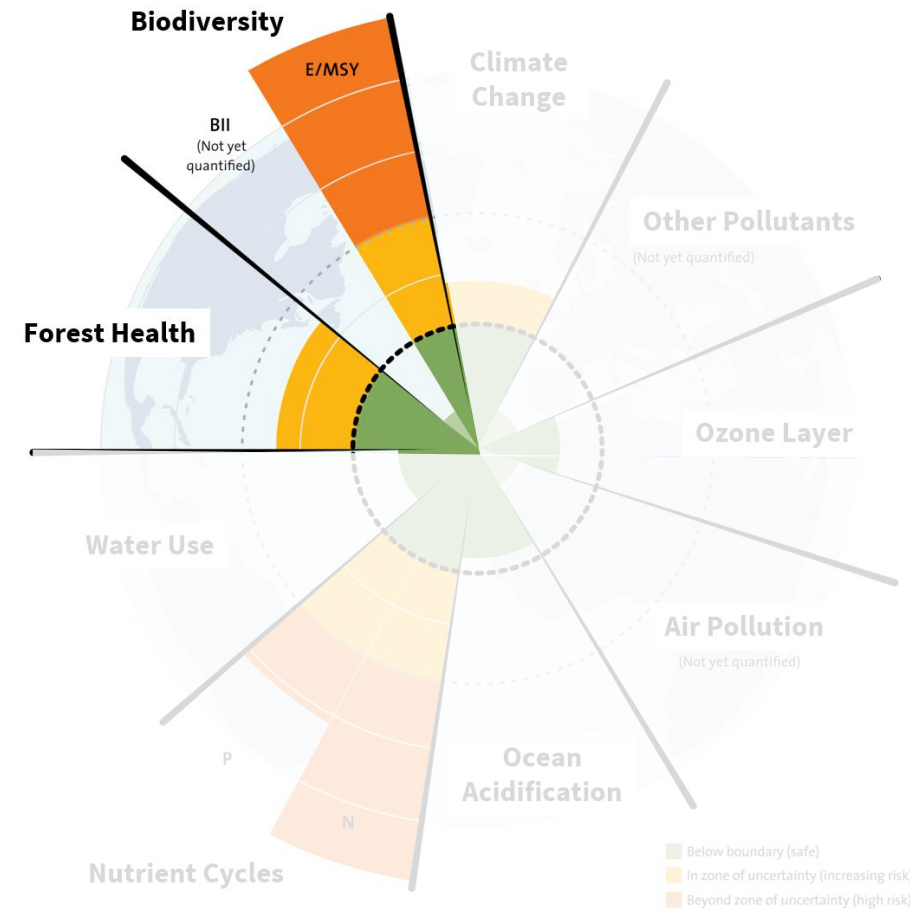 Biodiversity
E/MSY
BII
(Not yet
quantified)
Climate
Change
Other Pollutants
(Not yet quantified)
Forest Health
Ozone Layer
Water Use
Air Pollution
(Not yet quantified)
P
Ocean
Acidification
N
Nutrient Cycles
Below boundary (safe)
In zone of uncertainty (increasing risk)
Beyond zone of uncertainty (high risk)